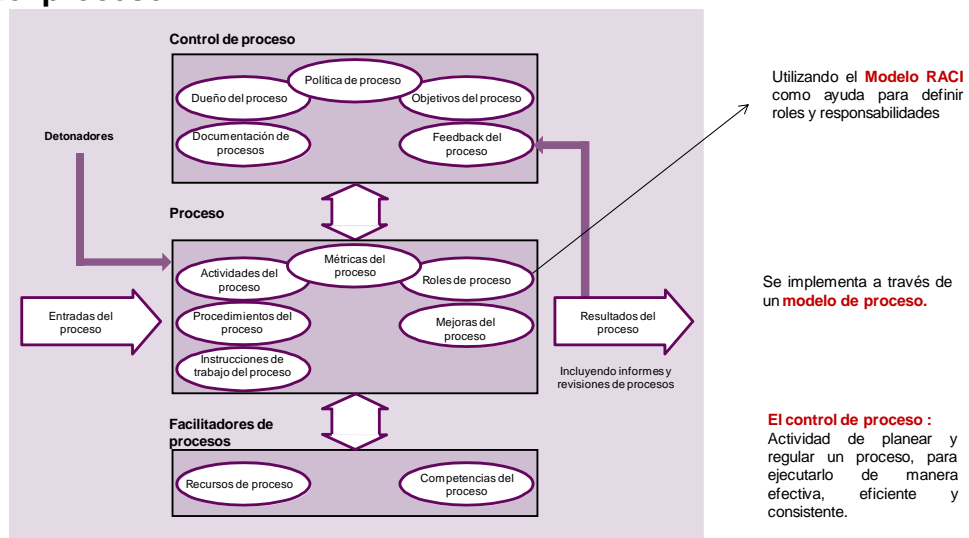 Control de proceso
Política de proceso
Dueño del proceso
Objetivos del proceso
Documentación de
procesos
Feedback del
proceso
Detonadores
Proceso
Métricas del
proceso
Actividades del
proceso
Roles de proceso
Procedimientos del
proceso
Mejoras del
proceso
Instrucciones de
trabajo del proceso
Entradas del
proceso
Resultados del
proceso
Incluyendo informes y
revisiones de procesos
Facilitadores de
procesos
Recursos de proceso
Competencias del
proceso
Utilizando el Modelo RACI
como ayuda para definir
roles y responsabilidades
Se implementa a través de
un modelo de proceso.
El control de proceso :
Actividad de planear y
regular un proceso, para
ejecutarlo de manera
efectiva, eficiente y
consistente.